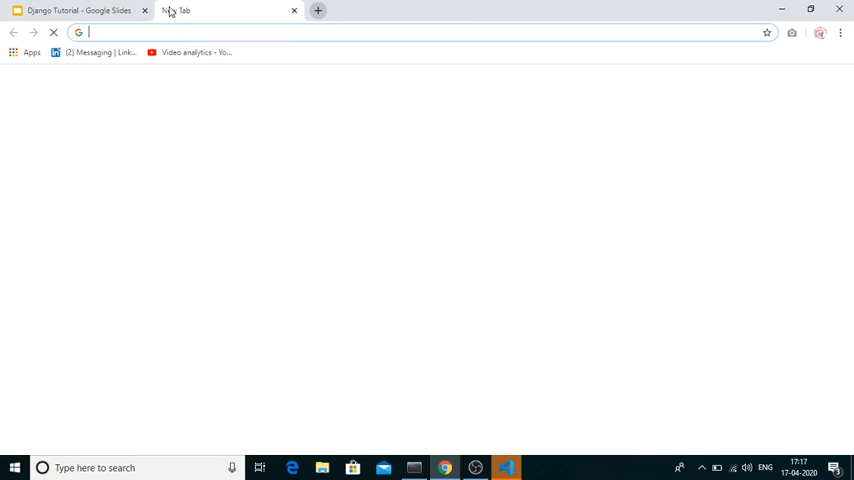 Django Tutorial - Google Slides
New Tab
Apps
(2) Messaging | Link...
Video analytics - Yo...
Type here to search
ENG
17:17
17-04-2020
3